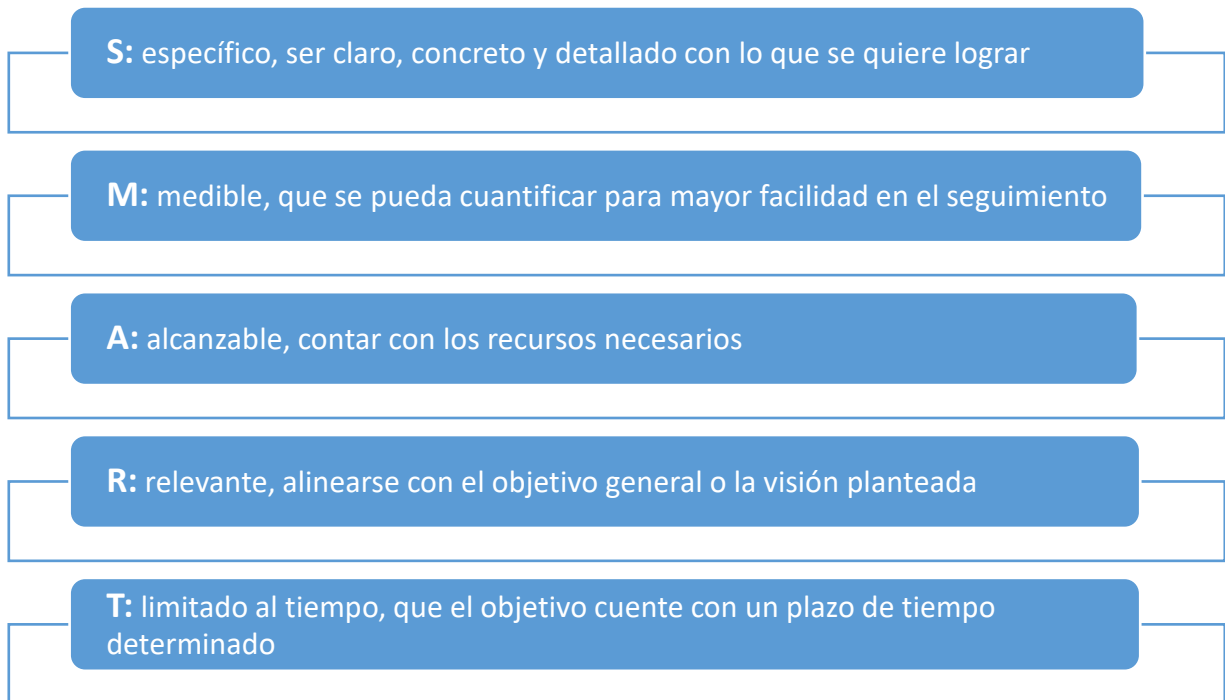 S: específico, ser claro, concreto y detallado con lo que se quiere lograr
M: medible, que se pueda cuantificar para mayor facilidad en el seguimiento
A: alcanzable, contar con los recursos necesarios
R: relevante, alinearse con el objetivo general o la visión planteada
T: limitado al tiempo, que el objetivo cuente con un plazo de tiempo
determinado